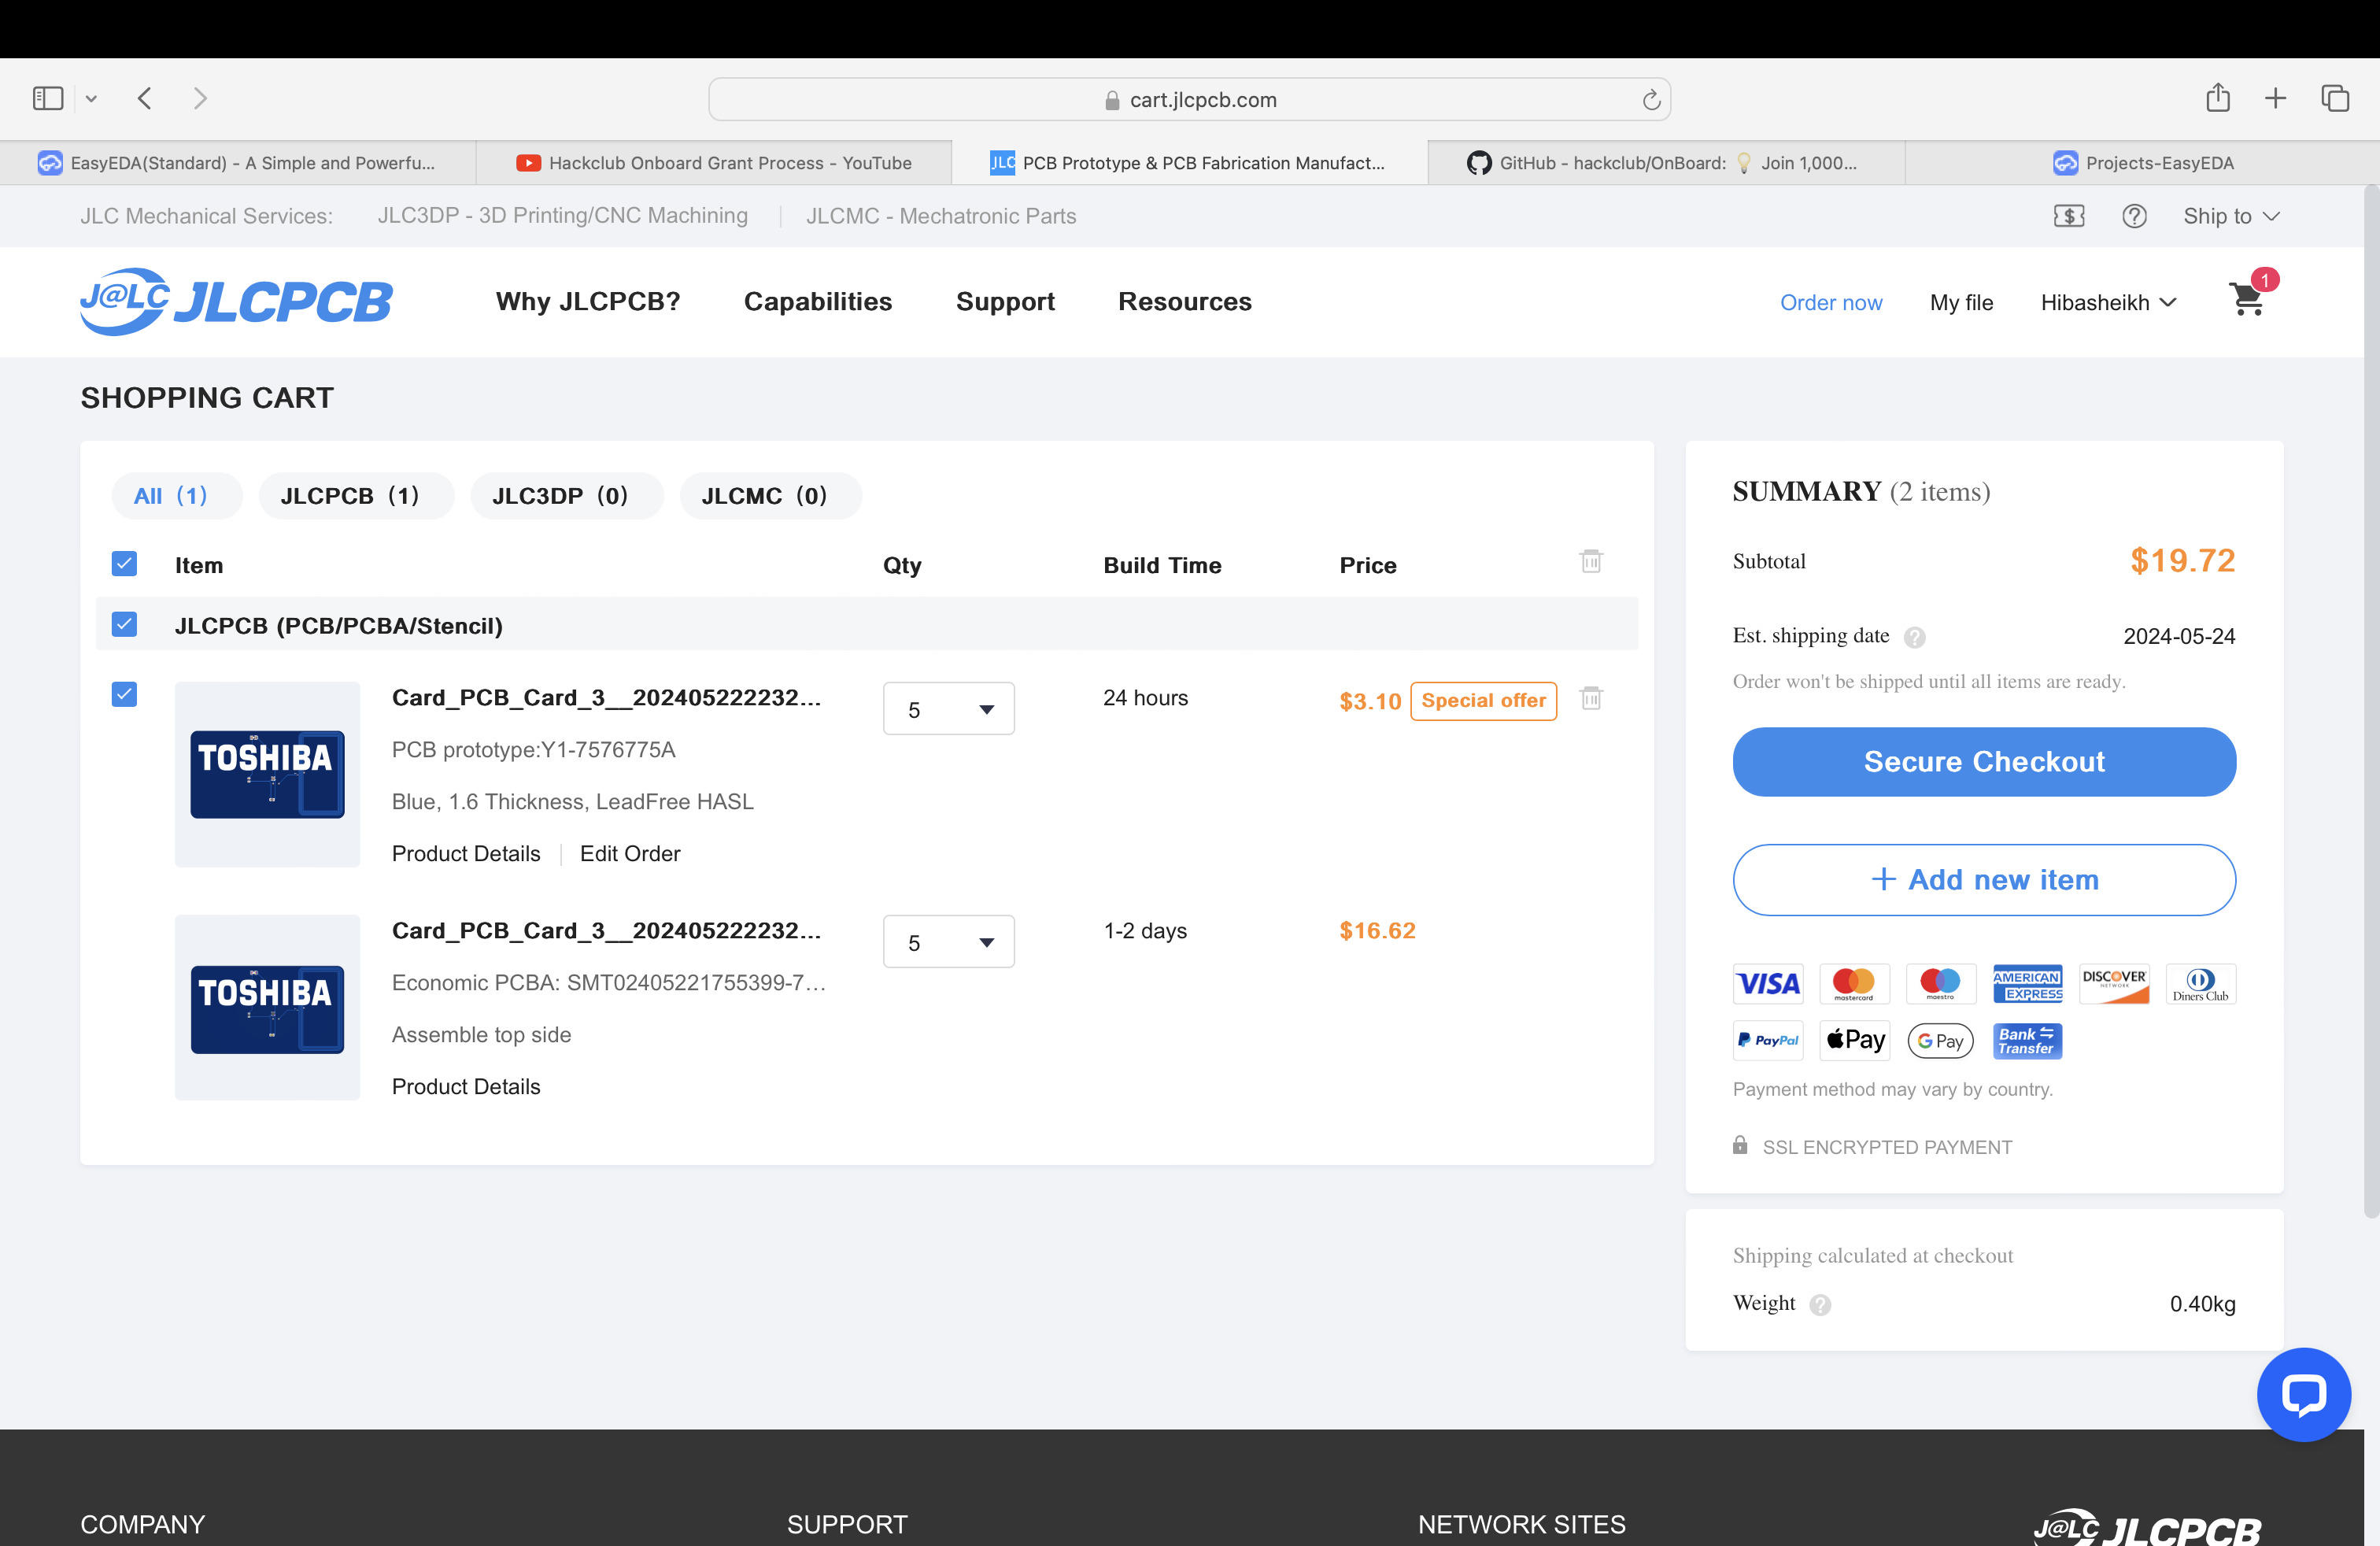 cart.jlcpcb.com
EasyEDA(Standard) - A Simple and Powerfu...
Hackclub Onboard Grant Process - YouTube
JLC PCB Prototype & PCB Fabrication Manufact...
GitHub - hackclub/OnBoard: 💡 Join 1,000...
Projects-EasyEDA
JLC Mechanical Services: JLC3DP - 3D Printing/CNC Machining JLCMC - Mechatronic Parts
Ship to
J@LC JLCPCB
Why JLCPCB? Capabilities Support Resources
Order now My file Hibasheikh 1
SHOPPING CART
All (1) JLCPCB (1) JLC3DP (0) JLCMC (0)
Item Qty Build Time Price
JLCPCB (PCB/PCBA/Stencil)
TOSHIBA
Card_PCB_Card_3__202405222232... 5 24 hours $3.10 Special offer
PCB prototype:Y1-7576775A
Blue, 1.6 Thickness, LeadFree HASL
Product Details Edit Order
TOSHIBA
Card_PCB_Card_3__202405222232... 5 1-2 days $16.62
Economic PCBA: SMT02405221755399-7...
Assemble top side
Product Details
SUMMARY (2 items)
Subtotal $19.72
Est. shipping date ? 2024-05-24
Order won't be shipped until all items are ready.
Secure Checkout
+ Add new item
VISA mastercard maestro AMERICAN EXPRESS DISCOVER NETWORK Diners Club
PayPal Pay G Pay Bank Transfer
Payment method may vary by country.
SSL ENCRYPTED PAYMENT
Shipping calculated at checkout
Weight ? 0.40kg
COMPANY SUPPORT NETWORK SITES J@LC JLCPCB